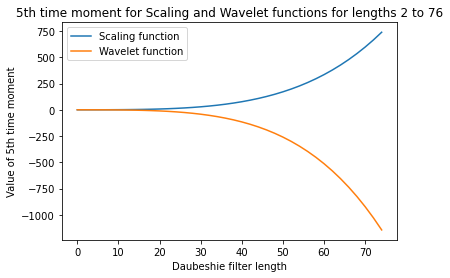 5th time moment for Scaling and Wavelet functions for lengths 2 to 76
Scaling function
Wavelet function
Value of 5th time moment
750
500
250
0
−250
−500
−750
−1000
0 10 20 30 40 50 60 70
Daubeshie filter length